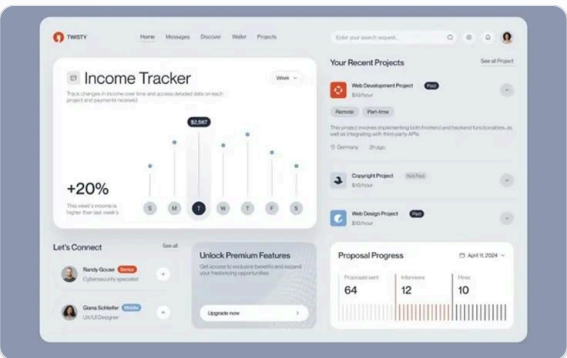 TWISTY
Home Messages Discover Wallet Projects
Enter your search request...
Income Tracker
Week
Track changes in income over time and access detailed data on each
project and payments received
$2,567
+20%
This week's income is
higher than last week's
S M T W T F S
Your Recent Projects
See all Project
Web Development Project Paid
$10/hour
Remote Part-time
This project involves implementing both frontend and backend functionalities, as
well as integrating with third-party APIs.
Germany 2h ago
Copyright Project Not Paid
$10/hour
Web Design Project Paid
$10/hour
Let's Connect
See all
Randy Gouse Senior
Cybersecurity specialist
Giana Schleifer Middle
UX/UI Designer
Unlock Premium Features
Get access to exclusive benefits and expand
your freelancing opportunities
Upgrade now
Proposal Progress
April 11, 2024
Proposals sent
64
Interviews
12
Hires
10